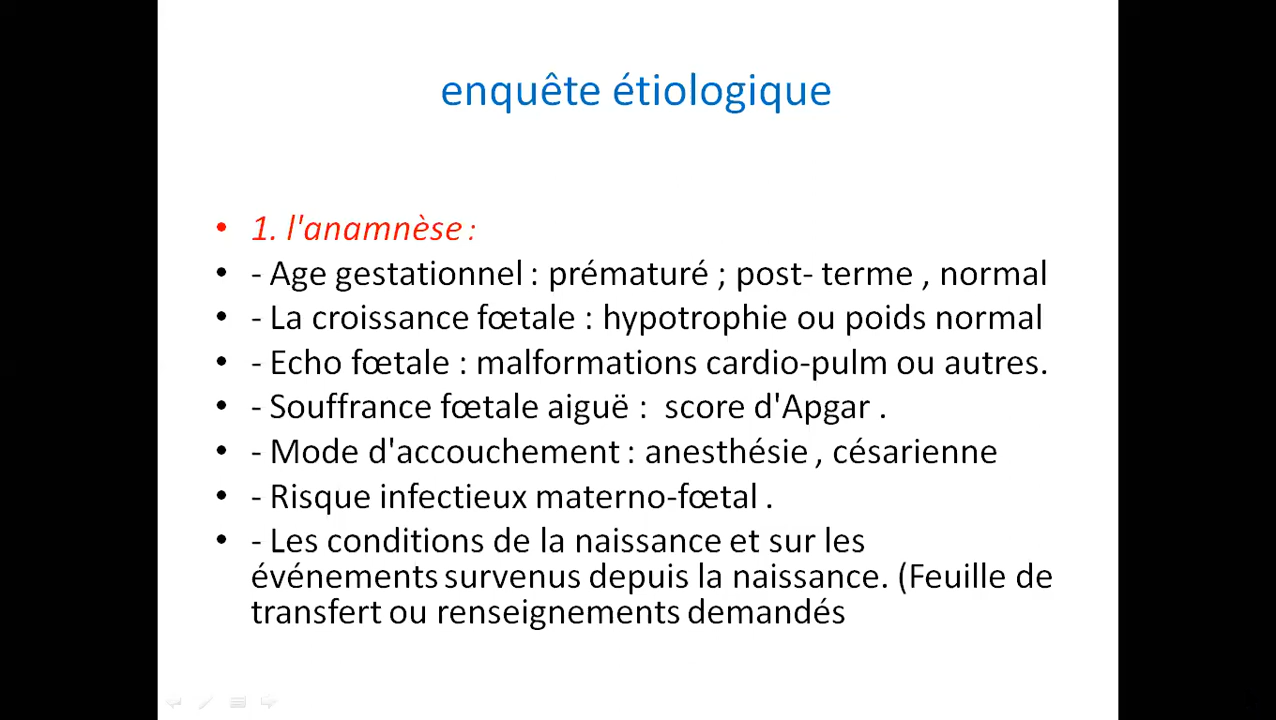 enquête étiologique
• 1. l'anamnèse :
• - Age gestationnel : prématuré ; post- terme , normal
• - La croissance fœtale : hypotrophie ou poids normal
• - Echo fœtale : malformations cardio-pulm ou autres.
• - Souffrance fœtale aiguë : score d'Apgar .
• - Mode d'accouchement : anesthésie , césarienne
• - Risque infectieux materno-fœtal .
• - Les conditions de la naissance et sur les
événements survenus depuis la naissance. (Feuille de
transfert ou renseignements demandés